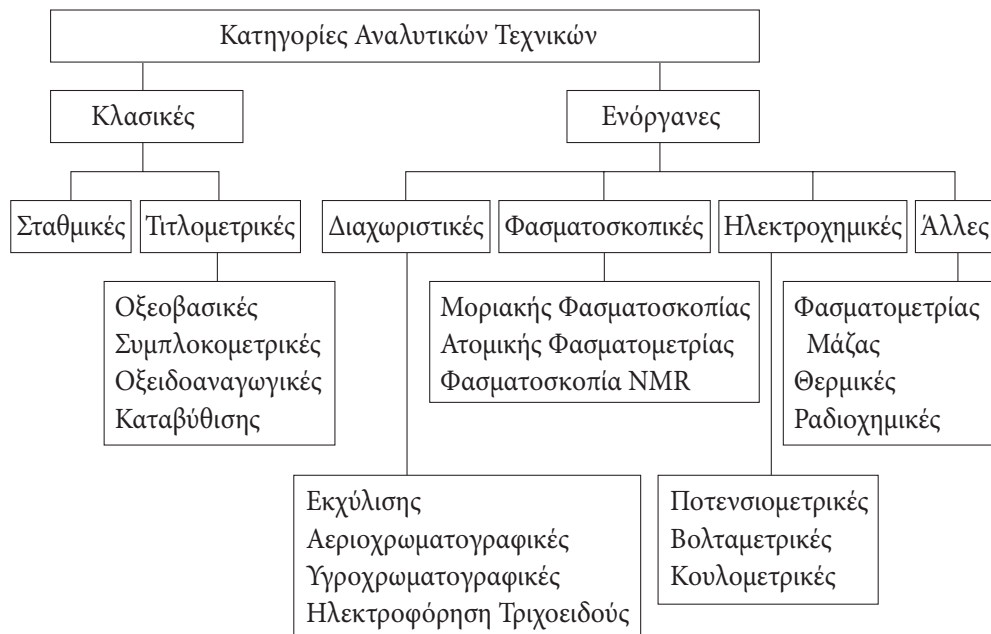 Κατηγορίες Αναλυτικών Τεχνικών
Κλασικές
Ενόργανες
Σταθμικές
Τιτλομετρικές
Διαχωριστικές
Φασματοσκοπικές
Ηλεκτροχημικές
Άλλες
Οξεοβασικές
Συμπλοκομετρικές
Οξειδοαναγωγικές
Καταβύθισης
Μοριακής Φασματοσκοπίας
Ατομικής Φασματομετρίας
Φασματοσκοπία NMR
Φασματομετρίας
Μάζας
Θερμικές
Ραδιοχημικές
Εκχύλισης
Αεριοχρωματογραφικές
Υγροχρωματογραφικές
Ηλεκτροφόρηση Τριχοειδούς
Ποτενσιομετρικές
Βολταμετρικές
Κουλομετρικές